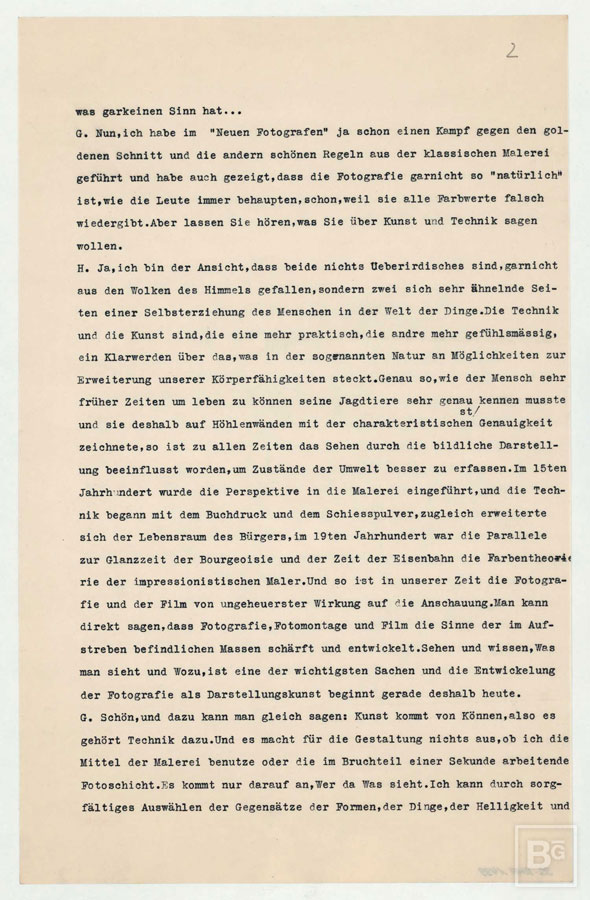 2
was garkeinen Sinn hat...
G. Nun,ich habe im "Neuen Fotografen" ja schon einen Kampf gegen den gol-
denen Schnitt und die andern schönen Regeln aus der klassischen Malerei
geführt und habe auch gezeigt,dass die Fotografie garnicht so "natürlich"
ist,wie die Leute immer behaupten,schon,weil sie alle Farbwerte falsch
wiedergibt.Aber lassen Sie hören,was Sie über Kunst und Technik sagen
wollen.
H. Ja,ich bin der Ansicht,dass beide nichts Ueberirdisches sind,garnicht
aus den Wolken des Himmels gefallen,sondern zwei sich sehr ähnelnde Sei-
ten einer Selbsterziehung des Menschen in der Welt der Dinge.Die Technik
und die Kunst sind,die eine mehr praktisch,die andre mehr gefühlsmässig,
ein Klarwerden über das,was in der sogenannten Natur an Möglichkeiten zur
Erweiterung unserer Körperfähigkeiten steckt.Genau so,wie der Mensch sehr
früher Zeiten um leben zu können seine Jagdtiere sehr genau kennen musste
st/
und sie deshalb auf Höhlenwänden mit der charakteristischen Genauigkeit
zeichnete,so ist zu allen Zeiten das Sehen durch die bildliche Darstell-
ung beeinflusst worden,um Zustände der Umwelt besser zu erfassen.Im 15ten
Jahrhundert wurde die Perspektive in die Malerei eingeführt,und die Tech-
nik begann mit dem Buchdruck und dem Schiesspulver,zugleich erweiterte
sich der Lebensraum des Bürgers,im 19ten Jahrhundert war die Parallele
zur Glanzzeit der Bourgeoisie und der Zeit der Eisenbahn die Farbentheorie
rie der impressionistischen Maler.Und so ist in unserer Zeit die Fotogra-
fie und der Film von ungeheuerster Wirkung auf die Anschauung.Man kann
direkt sagen,dass Fotografie,Fotomontage und Film die Sinne der im Auf-
streben befindlichen Massen schärft und entwickelt.Sehen und wissen,Was
man sieht und Wozu,ist eine der wichtigsten Sachen und die Entwickelung
der Fotografie als Darstellungskunst beginnt gerade deshalb heute.
G. Schön,und dazu kann man gleich sagen: Kunst kommt von Können,also es
gehört Technik dazu.Und es macht für die Gestaltung nichts aus,ob ich die
Mittel der Malerei benutze oder die im Bruchteil einer Sekunde arbeitende
Fotoschicht.Es kommt nur darauf an,Wer da Was sieht.Ich kann durch sorg-
fältiges Auswählen der Gegensätze der Formen,der Dinge,der Helligkeit und
BG